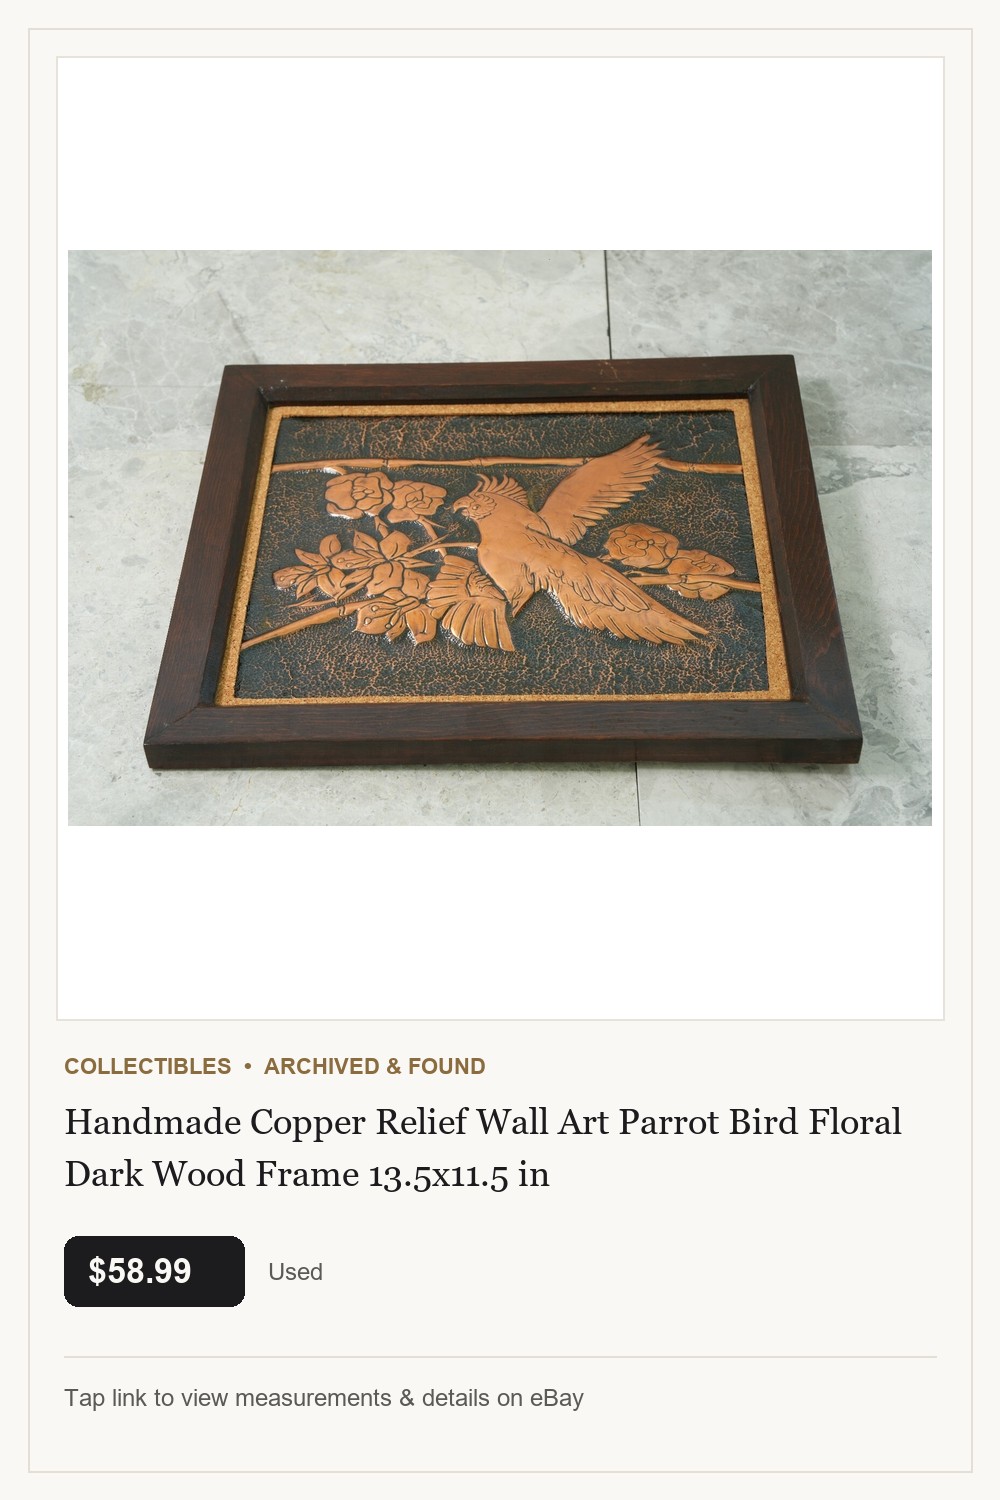 COLLECTIBLES • ARCHIVED & FOUND
Handmade Copper Relief Wall Art Parrot Bird Floral
Dark Wood Frame 13.5x11.5 in
$58.99
Used
Tap link to view measurements & details on eBay